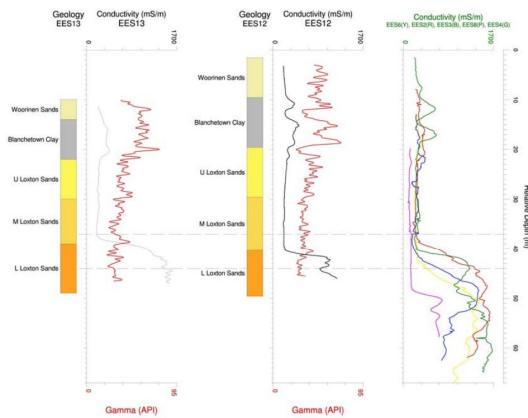 Geology
EES13
Conductivity (mS/m)
EES13
0
1700
Woorinen Sands
Blanchetown Clay
U Loxton Sands
M Loxton Sands
L Loxton Sands
0
95
Gamma (API)
Geology
EES12
Conductivity (mS/m)
EES12
0
1700
Woorinen Sands
Blanchetown Clay
U Loxton Sands
M Loxton Sands
L Loxton Sands
0
95
Gamma (API)
Conductivity (mS/m)
EES6(Y), EES2(R), EES3(B), EES8(P), EES4(G)
0
1700
0
10
20
30
40
50
60